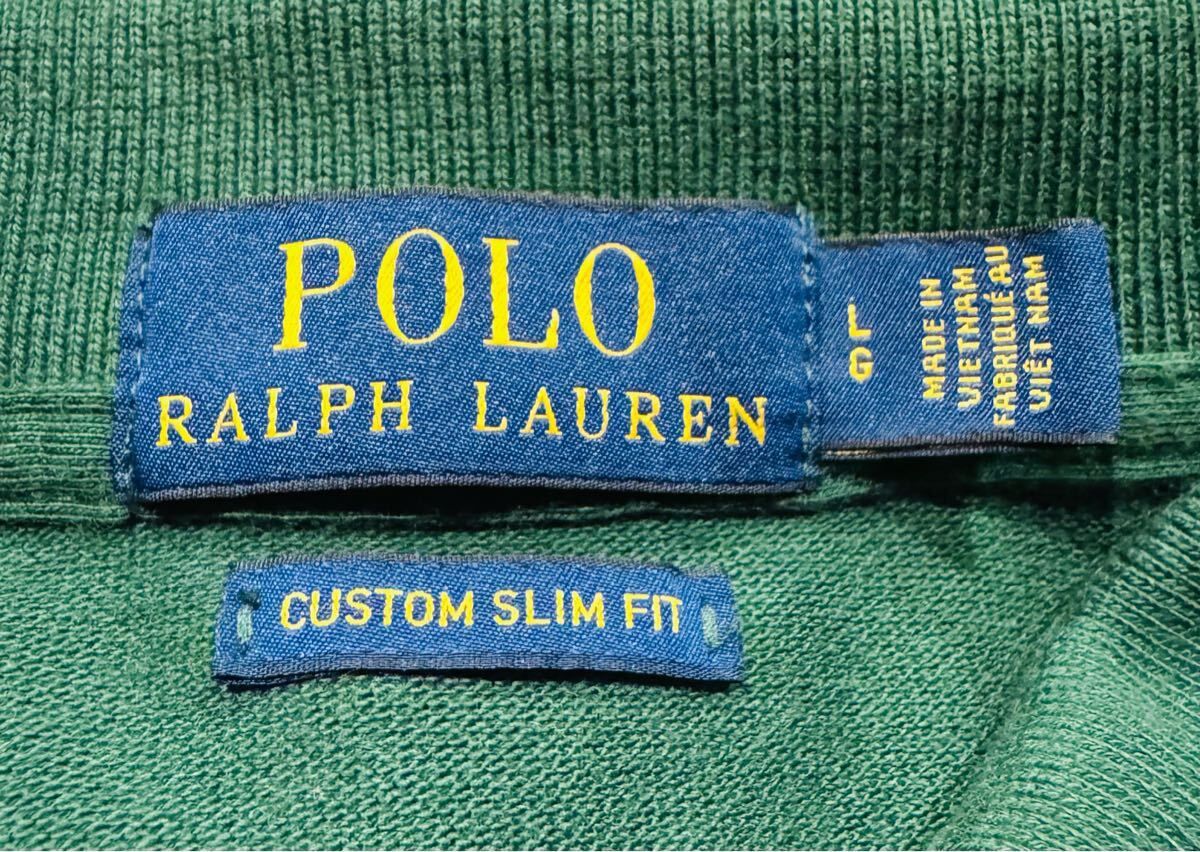 POLO
RALPH LAUREN
L
G
MADE IN
VIETNAM
FABRIQUÉ AU
VIÊT NAM
CUSTOM SLIM FIT